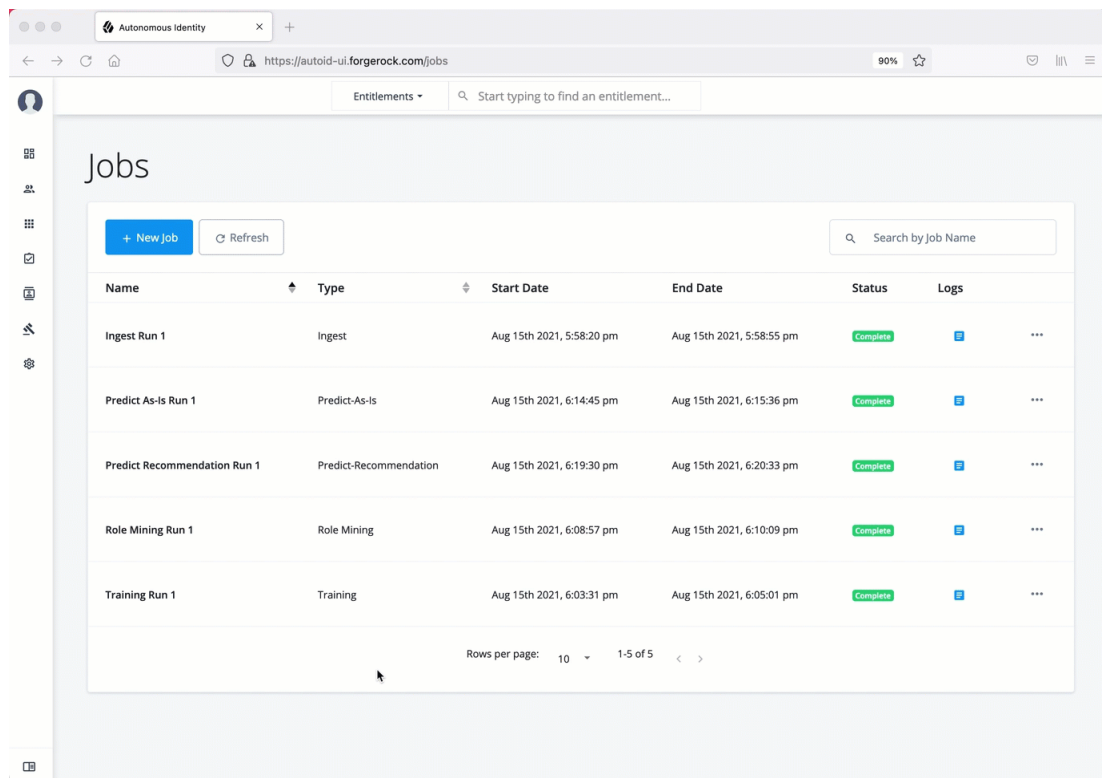 Autonomous Identity
https://autoid-ui.forgerock.com/jobs
90%
Entitlements
Start typing to find an entitlement...
Jobs
+ New Job
Refresh
Search by Job Name
Name Type Start Date End Date Status Logs
Ingest Run 1 Ingest Aug 15th 2021, 5:58:20 pm Aug 15th 2021, 5:58:55 pm Complete
Predict As-Is Run 1 Predict-As-Is Aug 15th 2021, 6:14:45 pm Aug 15th 2021, 6:15:36 pm Complete
Predict Recommendation Run 1 Predict-Recommendation Aug 15th 2021, 6:19:30 pm Aug 15th 2021, 6:20:33 pm Complete
Role Mining Run 1 Role Mining Aug 15th 2021, 6:08:57 pm Aug 15th 2021, 6:10:09 pm Complete
Training Run 1 Training Aug 15th 2021, 6:03:31 pm Aug 15th 2021, 6:05:01 pm Complete
Rows per page: 10 1-5 of 5